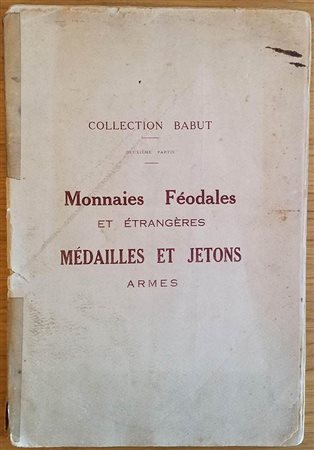 COLLECTION BABUT
DEUXIÈME PARTIE
Monnaies Féodales
ET ÉTRANGÈRES
MÉDAILLES ET JETONS
ARMES